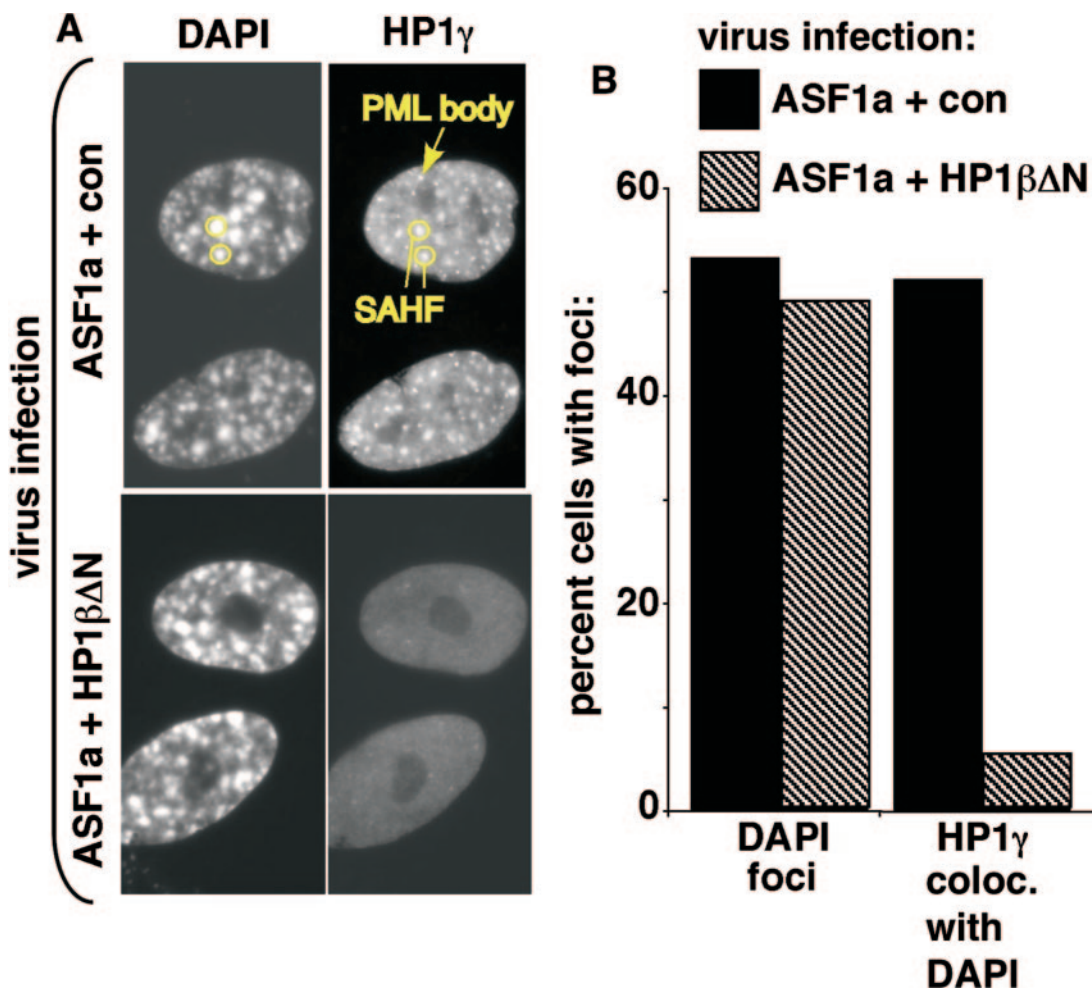 A
DAPI
HP1γ
virus infection
ASF1a + con
PML body
SAHF
ASF1a + HP1βΔN
B
virus infection:
ASF1a + con
ASF1a + HP1βΔN
percent cells with foci:
60
40
20
0
DAPI
foci
HP1γ
coloc.
with
DAPI